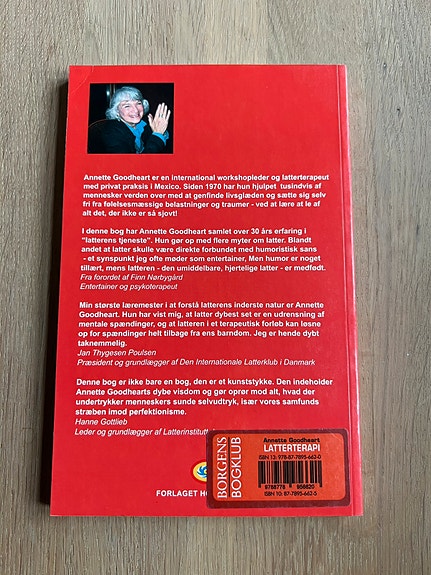 Annette Goodheart er en international workshopleder og latterterapeut
med privat praksis i Mexico. Siden 1970 har hun hjulpet tusindvis af
mennesker verden over med at genfinde livsglæden og sætte sig selv
fri fra følelsesmæssige belastninger og traumer - ved at lære at le af
alt det, der ikke er så sjovt!
I denne bog har Annette Goodheart samlet over 30 års erfaring i
"latterens tjeneste". Hun gør op med flere myter om latter. Blandt
andet at latter skulle være direkte forbundet med humoristisk sans
- et synspunkt jeg ofte møder som entertainer. Men humor er noget
tillært, mens latteren - den umiddelbare, hjertelige latter - er medfødt.
Fra forordet af Finn Nørbygård
Entertainer og psykoterapeut
Min største læremester i at forstå latterens inderste natur er Annette
Goodheart. Hun har vist mig, at latter dybest set er en udrensning af
mentale spændinger, og at latteren i et terapeutisk forløb kan løsne
op for spændinger helt tilbage fra ens barndom. Jeg er hende dybt
taknemmelig.
Jan Thygesen Poulsen
Præsident og grundlægger af Den Internationale Latterklub i Danmark
Denne bog er ikke bare en bog, den er et kunststykke. Den indeholder
Annette Goodhearts dybe visdom og gør oprør mod alt, hvad der
undertrykker menneskers sunde selvudtryk, især vores samfunds
stræben imod perfektionisme.
Hanne Gottlieb
Leder og grundlægger af Latterinstitutt
FORLAGET HO
BORGENS
BOGKLUB
Annette Goodheart
LATTERTERAPI
ISBN 13: 978-87-7895-662-0
9788778 956620
ISBN 10: 87-7895-662-5